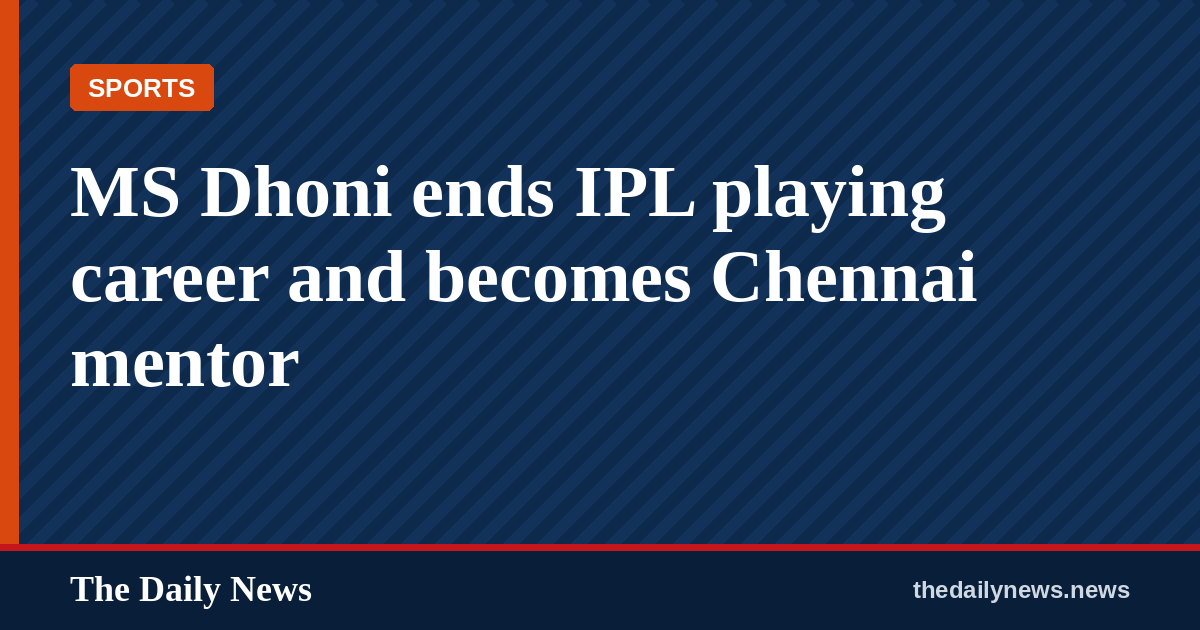 SPORTS
MS Dhoni ends IPL playing
career and becomes Chennai
mentor
The Daily News
thedailynews.news